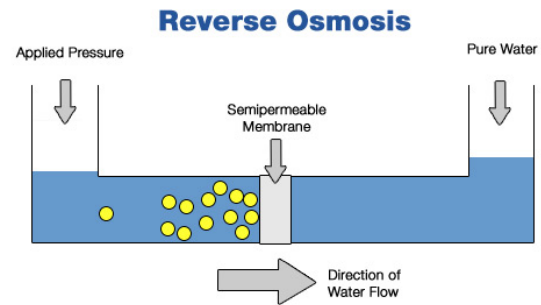 Reverse Osmosis
Applied Pressure
Pure Water
Semipermeable
Membrane
Direction of
Water Flow